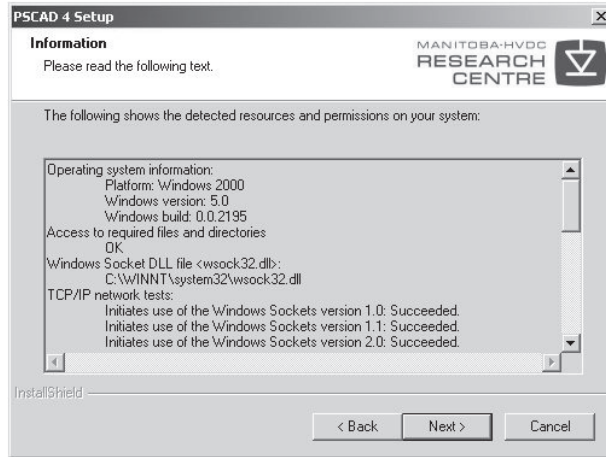 PSCAD 4 Setup
Information
Please read the following text.
MANITOBA-HVDC
RESEARCH
CENTRE
The following shows the detected resources and permissions on your system:
Operating system information:
Platform: Windows 2000
Windows version: 5.0
Windows build: 0.0.2195
Access to required files and directories
OK
Windows Socket DLL file <wsock32.dll>:
C:\WINNT\system32\wsock32.dll
TCP/IP network tests:
Initiates use of the Windows Sockets version 1.0: Succeeded.
Initiates use of the Windows Sockets version 1.1: Succeeded.
Initiates use of the Windows Sockets version 2.0: Succeeded.
InstallShield
< Back
Next >
Cancel